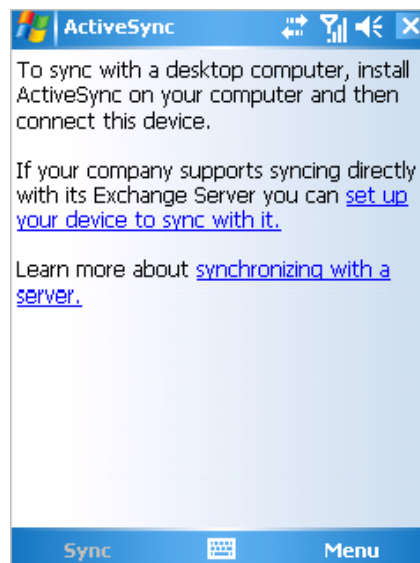 ActiveSync
To sync with a desktop computer, install
ActiveSync on your computer and then
connect this device.
If your company supports syncing directly
with its Exchange Server you can set up
your device to sync with it.
Learn more about synchronizing with a
server.
Sync
Menu